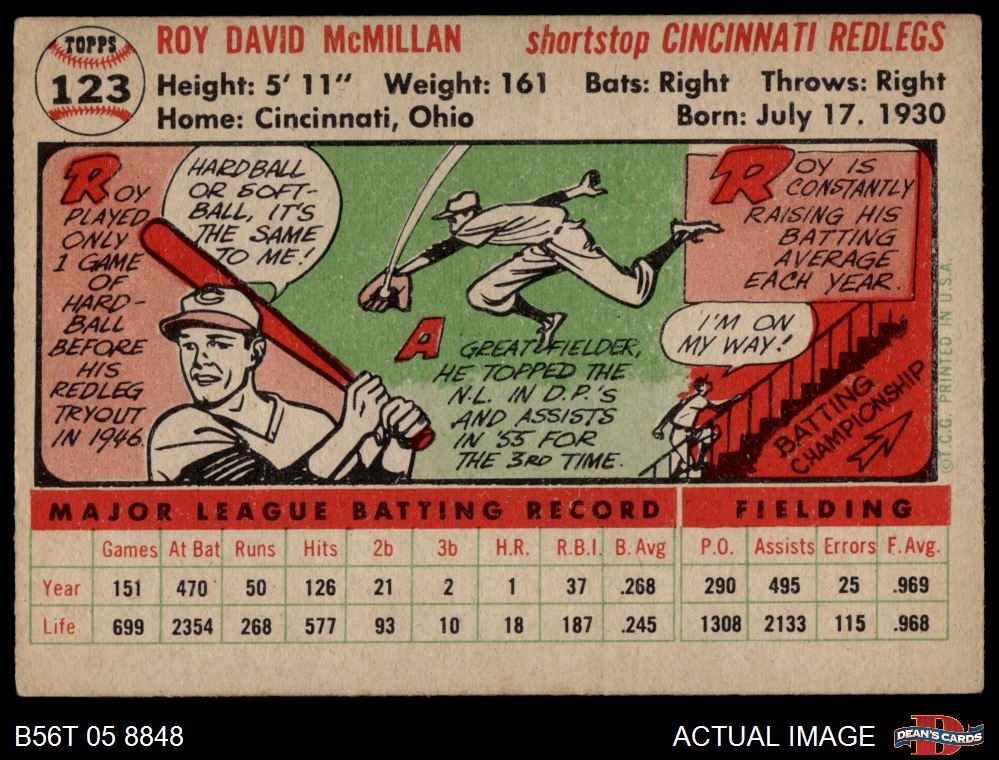 TOPPS
123
ROY DAVID McMILLAN
shortstop CINCINNATI REDLEGS
Height: 5' 11" Weight: 161 Bats: Right Throws: Right
Home: Cincinnati, Ohio Born: July 17. 1930
ROY
PLAYED
ONLY
1 GAME
OF
HARD-
BALL
BEFORE
HIS
REDLEG
TRYOUT
IN 1946.
HARDBALL
OR SOFT-
BALL, IT'S
THE SAME
TO ME!
A GREAT FIELDER,
HE TOPPED THE
N.L. IN D.P.'S
AND ASSISTS
IN '55 FOR
THE 3RD TIME.
ROY IS
CONSTANTLY
RAISING HIS
BATTING
AVERAGE
EACH YEAR.
I'M ON
MY WAY!
BATTING
CHAMPIONSHIP
© T.C.G. PRINTED IN U.S.A.
MAJOR LEAGUE BATTING RECORD FIELDING
Games At Bat Runs Hits 2b 3b H.R. R.B.I. B. Avg P.O. Assists Errors F. Avg.
Year 151 470 50 126 21 2 1 37 .268 290 495 25 .969
Life 699 2354 268 577 93 10 18 187 .245 1308 2133 115 .968
B56T 05 8848
ACTUAL IMAGE
DEAN'S CARDS